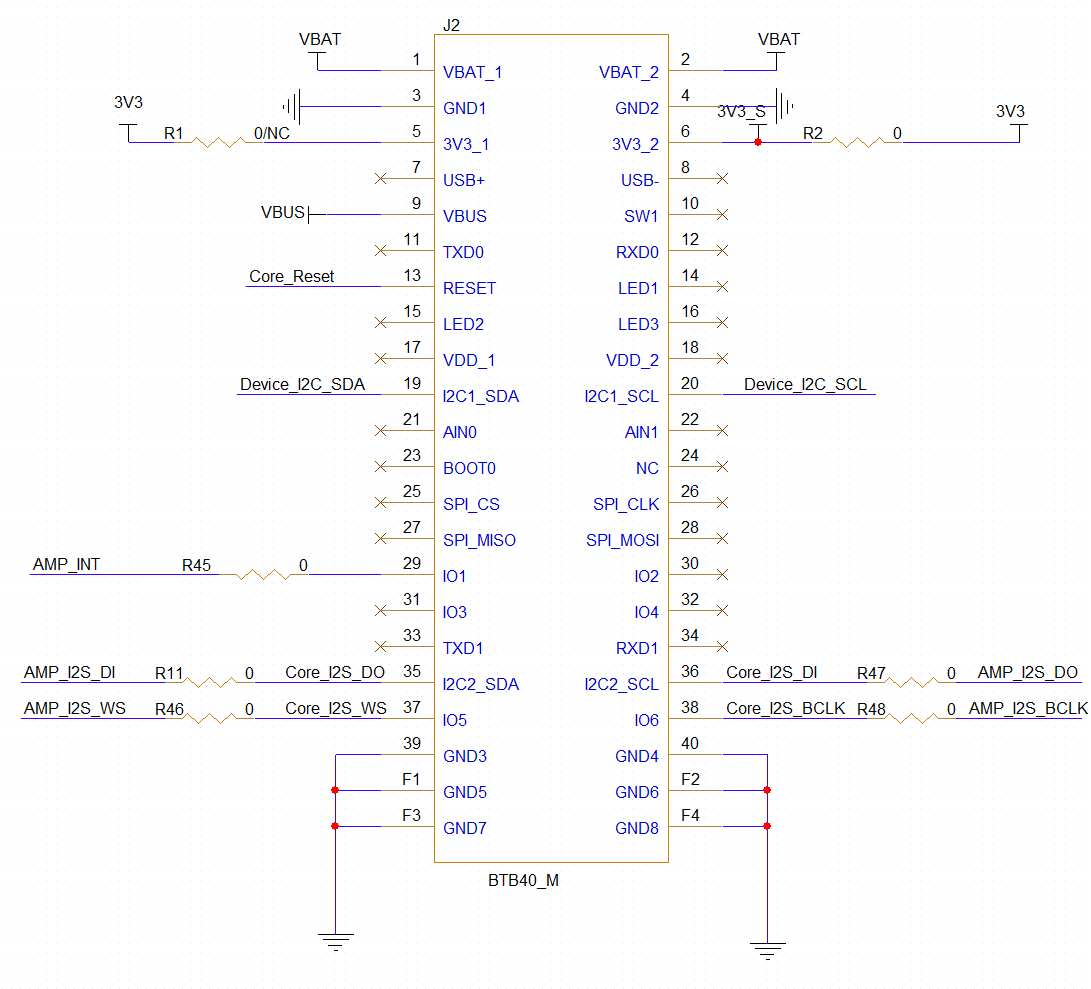 J2
VBAT 1 VBAT_1 VBAT_2 2 VBAT
3 GND1 GND2 4
3V3 R1 0/NC 5 3V3_1 3V3_2 6 3V3_S R2 0 3V3
7 USB+ USB- 8
VBUS 9 VBUS SW1 10
11 TXD0 RXD0 12
Core_Reset 13 RESET LED1 14
15 LED2 LED3 16
17 VDD_1 VDD_2 18
Device_I2C_SDA 19 I2C1_SDA I2C1_SCL 20 Device_I2C_SCL
21 AIN0 AIN1 22
23 BOOT0 NC 24
25 SPI_CS SPI_CLK 26
27 SPI_MISO SPI_MOSI 28
AMP_INT R45 0 29 IO1 IO2 30
31 IO3 IO4 32
33 TXD1 RXD1 34
AMP_I2S_DI R11 0 Core_I2S_DO 35 I2C2_SDA I2C2_SCL 36 Core_I2S_DI R47 0 AMP_I2S_DO
AMP_I2S_WS R46 0 Core_I2S_WS 37 IO5 IO6 38 Core_I2S_BCLK R48 0 AMP_I2S_BCLK
39 GND3 GND4 40
F1 GND5 GND6 F2
F3 GND7 GND8 F4
BTB40_M